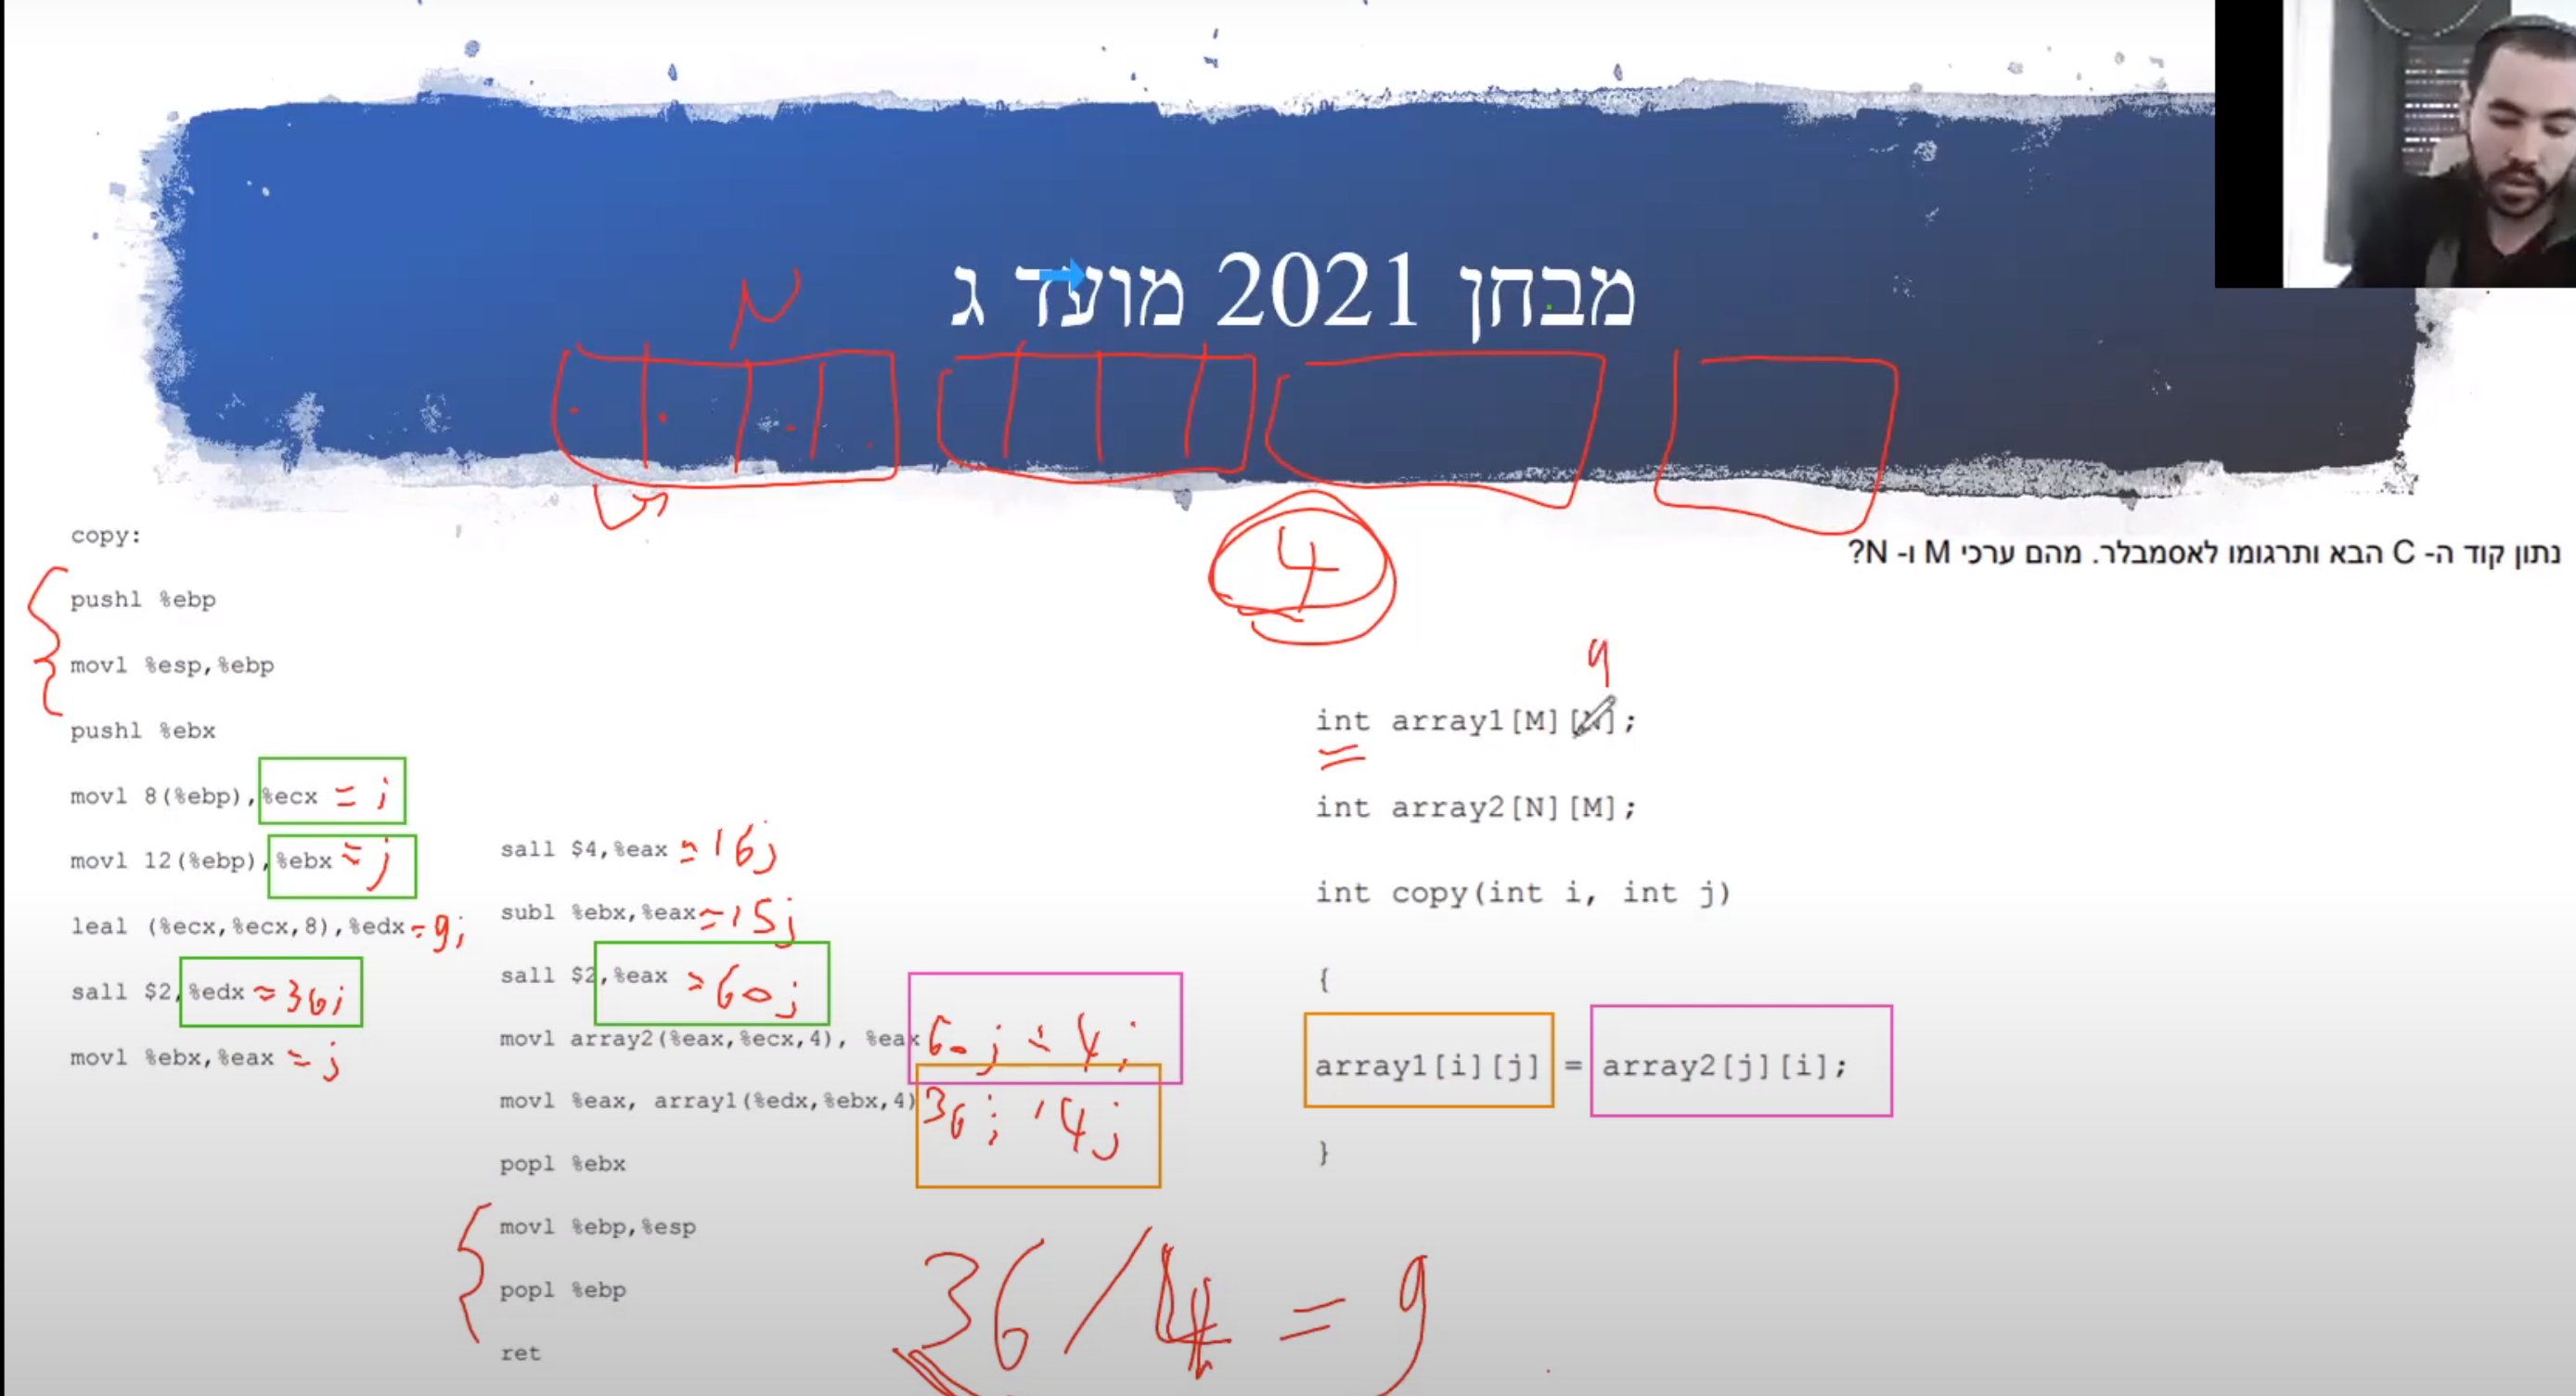 מבחן 2021 מועד ג
N
4
נתון קוד ה- C הבא ותרגומו לאסמבלר. מהם ערכי M ו- N?
copy:
pushl %ebp
movl %esp,%ebp
pushl %ebx
movl 8(%ebp),%ecx = i
movl 12(%ebp),%ebx = j
leal (%ecx,%ecx,8),%edx = 9i
sall $2,%edx = 36i
movl %ebx,%eax = j
sall $4,%eax = 16j
subl %ebx,%eax = 15j
sall $2,%eax = 60j
movl array2(%eax,%ecx,4), %eax 60j + 4i
movl %eax, array1(%edx,%ebx,4) 36i + 4j
popl %ebx
movl %ebp,%esp
popl %ebp
ret
9
int array1[M][N];
int array2[N][M];
int copy(int i, int j)
{
array1[i][j] = array2[j][i];
}
36/4 = 9